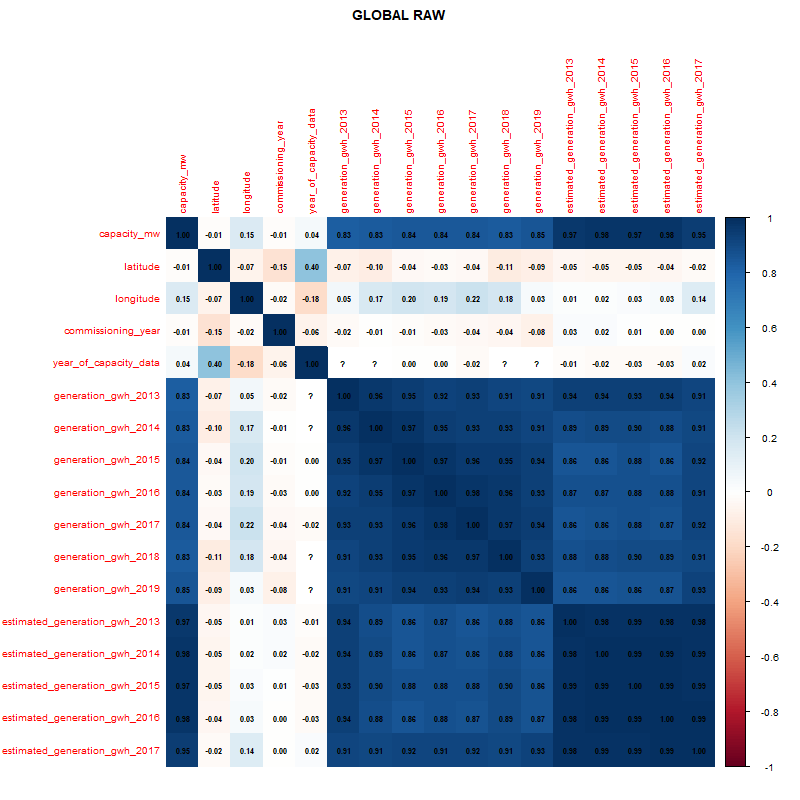 GLOBAL RAW
capacity_mw
latitude
longitude
commissioning_year
year_of_capacity_data
generation_gwh_2013
generation_gwh_2014
generation_gwh_2015
generation_gwh_2016
generation_gwh_2017
generation_gwh_2018
generation_gwh_2019
estimated_generation_gwh_2013
estimated_generation_gwh_2014
estimated_generation_gwh_2015
estimated_generation_gwh_2016
estimated_generation_gwh_2017
capacity_mw 1.00 -0.01 0.15 -0.01 0.04 0.83 0.83 0.84 0.84 0.84 0.83 0.85 0.97 0.98 0.97 0.98 0.95
latitude -0.01 1.00 -0.07 -0.15 0.40 -0.07 -0.10 -0.04 -0.03 -0.04 -0.11 -0.09 -0.05 -0.05 -0.05 -0.04 -0.02
longitude 0.15 -0.07 1.00 -0.02 -0.18 0.05 0.17 0.20 0.19 0.22 0.18 0.03 0.01 0.02 0.03 0.03 0.14
commissioning_year -0.01 -0.15 -0.02 1.00 -0.06 -0.02 -0.01 -0.01 -0.03 -0.04 -0.04 -0.08 0.03 0.02 0.01 0.00 0.00
year_of_capacity_data 0.04 0.40 -0.18 -0.06 1.00 ? ? 0.00 0.00 -0.02 ? ? -0.01 -0.02 -0.03 -0.03 0.02
generation_gwh_2013 0.83 -0.07 0.05 -0.02 ? 1.00 0.96 0.95 0.92 0.93 0.91 0.91 0.94 0.94 0.93 0.94 0.91
generation_gwh_2014 0.83 -0.10 0.17 -0.01 ? 0.96 1.00 0.97 0.95 0.93 0.93 0.91 0.89 0.89 0.90 0.88 0.91
generation_gwh_2015 0.84 -0.04 0.20 -0.01 0.00 0.95 0.97 1.00 0.97 0.96 0.95 0.94 0.86 0.86 0.88 0.86 0.92
generation_gwh_2016 0.84 -0.03 0.19 -0.03 0.00 0.92 0.95 0.97 1.00 0.98 0.96 0.93 0.87 0.87 0.88 0.88 0.91
generation_gwh_2017 0.84 -0.04 0.22 -0.04 -0.02 0.93 0.93 0.96 0.98 1.00 0.97 0.94 0.86 0.86 0.88 0.87 0.92
generation_gwh_2018 0.83 -0.11 0.18 -0.04 ? 0.91 0.93 0.95 0.96 0.97 1.00 0.93 0.88 0.88 0.90 0.89 0.91
generation_gwh_2019 0.85 -0.09 0.03 -0.08 ? 0.91 0.91 0.94 0.93 0.94 0.93 1.00 0.86 0.86 0.86 0.87 0.93
estimated_generation_gwh_2013 0.97 -0.05 0.01 0.03 -0.01 0.94 0.89 0.86 0.87 0.86 0.88 0.86 1.00 0.98 0.99 0.98 0.98
estimated_generation_gwh_2014 0.98 -0.05 0.02 0.02 -0.02 0.94 0.89 0.86 0.87 0.86 0.88 0.86 0.98 1.00 0.99 0.99 0.99
estimated_generation_gwh_2015 0.97 -0.05 0.03 0.01 -0.03 0.93 0.90 0.88 0.88 0.88 0.90 0.86 0.99 0.99 1.00 0.99 0.99
estimated_generation_gwh_2016 0.98 -0.04 0.03 0.00 -0.03 0.94 0.88 0.86 0.88 0.87 0.89 0.87 0.98 0.99 0.99 1.00 0.99
estimated_generation_gwh_2017 0.95 -0.02 0.14 0.00 0.02 0.91 0.91 0.92 0.91 0.92 0.91 0.93 0.98 0.99 0.99 0.99 1.00
1
0.8
0.6
0.4
0.2
0
-0.2
-0.4
-0.6
-0.8
-1